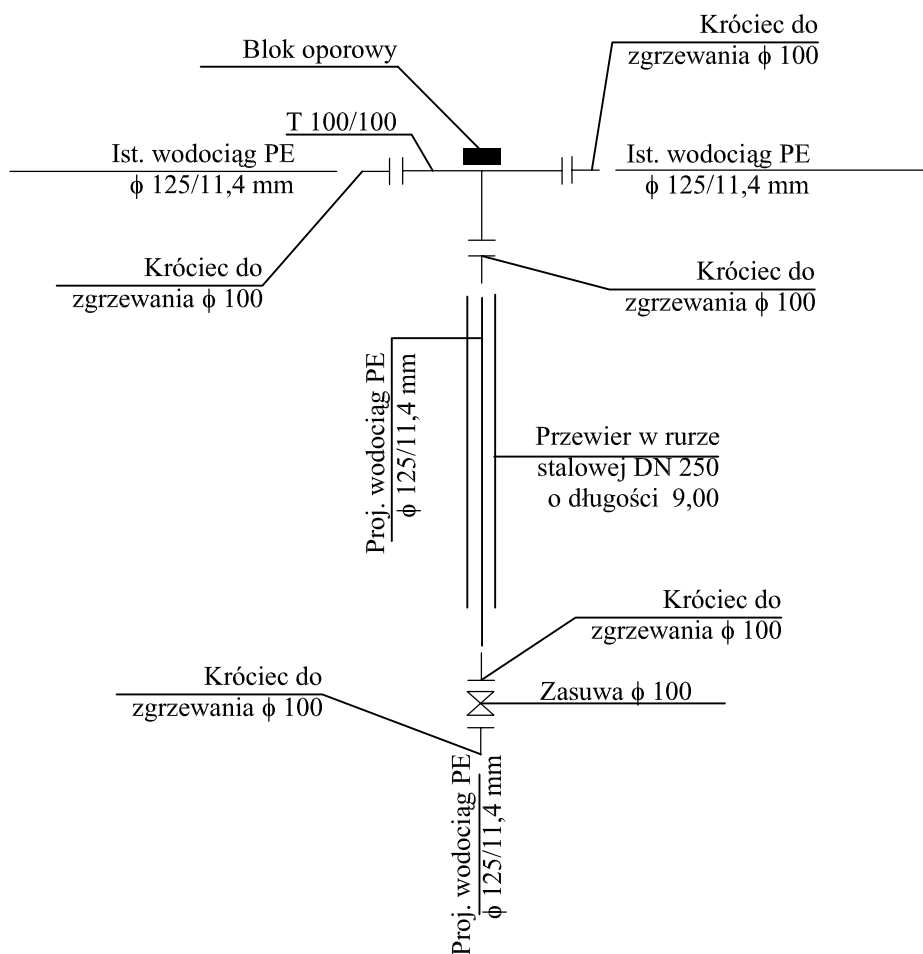 Króciec do
zgrzewania ϕ 100
Blok oporowy
T 100/100
Ist. wodociąg PE
ϕ 125/11,4 mm
Ist. wodociąg PE
ϕ 125/11,4 mm
Króciec do
zgrzewania ϕ 100
Króciec do
zgrzewania ϕ 100
Proj. wodociąg PE
ϕ 125/11,4 mm
Przewier w rurze
stalowej DN 250
o długości 9,00
Króciec do
zgrzewania ϕ 100
Króciec do
zgrzewania ϕ 100
Zasuwa ϕ 100
Proj. wodociąg PE
ϕ 125/11,4 mm